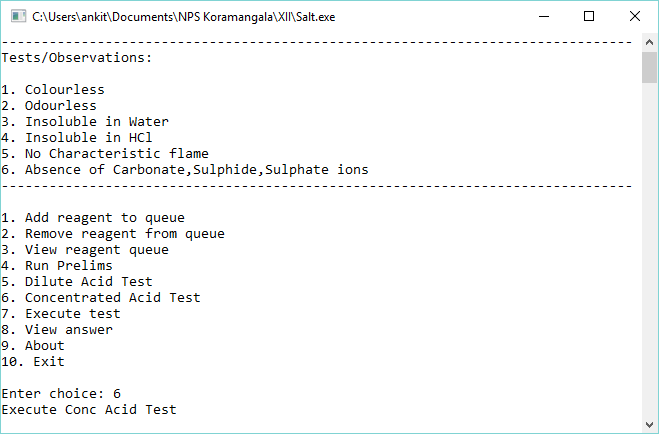 C:\Users\ankit\Documents\NPS Koramangala\XII\Salt.exe
-------------------------------------------------------------------------------
Tests/Observations:
1. Colourless
2. Odourless
3. Insoluble in Water
4. Insoluble in HCl
5. No Characteristic flame
6. Absence of Carbonate,Sulphide,Sulphate ions
-------------------------------------------------------------------------------
1. Add reagent to queue
2. Remove reagent from queue
3. View reagent queue
4. Run Prelims
5. Dilute Acid Test
6. Concentrated Acid Test
7. Execute test
8. View answer
9. About
10. Exit
Enter choice: 6
Execute Conc Acid Test